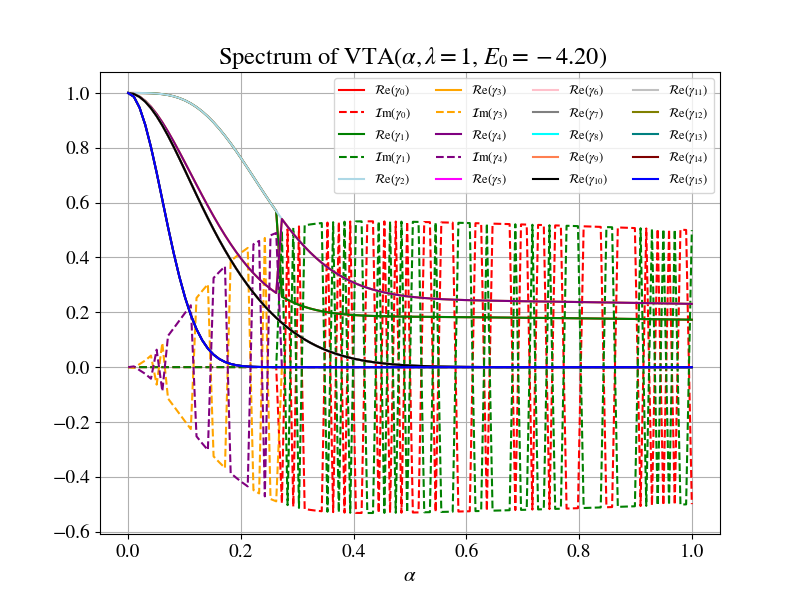 Spectrum of VTA(α, λ = 1, E₀ = −4.20)
1.0
0.8
0.6
0.4
0.2
0.0
−0.2
−0.4
−0.6
0.0 0.2 0.4 0.6 0.8 1.0
α
ℛe(γ₀) ℛe(γ₃) ℛe(γ₆) ℛe(γ₁₁)
ℐm(γ₀) ℐm(γ₃) ℛe(γ₇) ℛe(γ₁₂)
ℛe(γ₁) ℛe(γ₄) ℛe(γ₈) ℛe(γ₁₃)
ℐm(γ₁) ℐm(γ₄) ℛe(γ₉) ℛe(γ₁₄)
ℛe(γ₂) ℛe(γ₅) ℛe(γ₁₀) ℛe(γ₁₅)